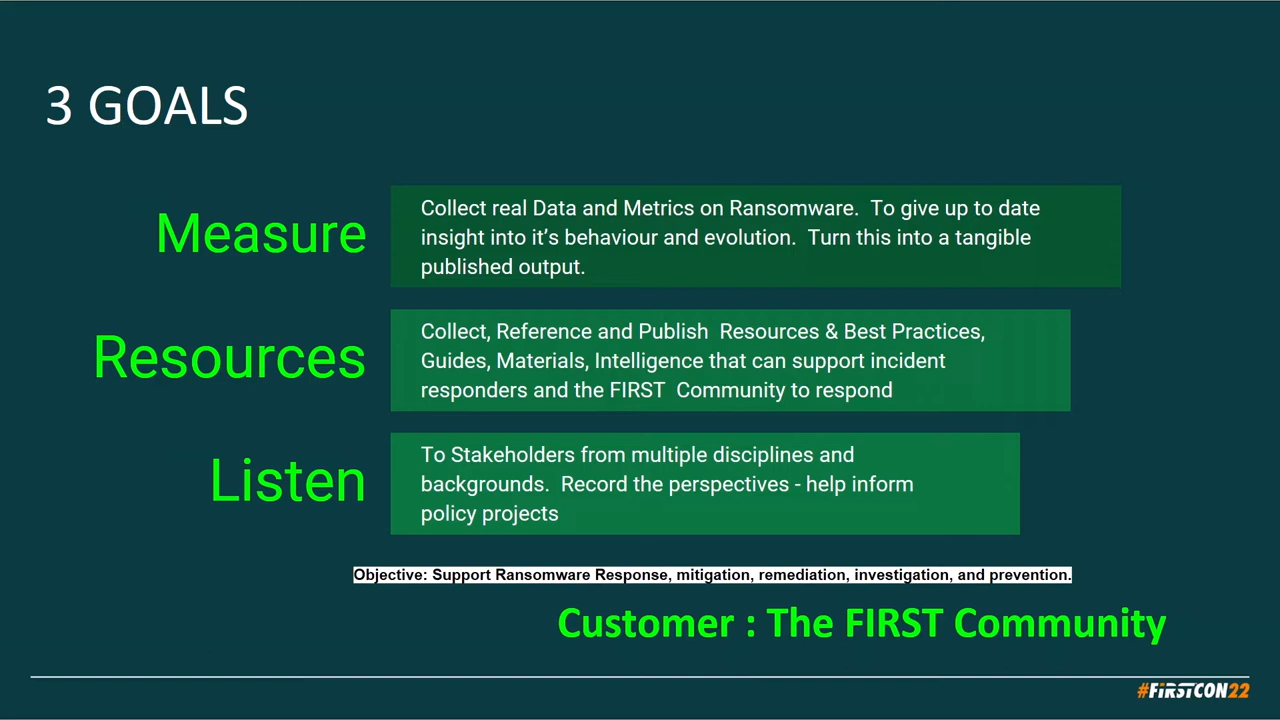 3 GOALS
Measure
Collect real Data and Metrics on Ransomware.  To give up to date
insight into it’s behaviour and evolution.  Turn this into a tangible
published output.
Resources
Collect, Reference and Publish  Resources & Best Practices,
Guides, Materials, Intelligence that can support incident
responders and the FIRST  Community to respond
Listen
To Stakeholders from multiple disciplines and
backgrounds.  Record the perspectives - help inform
policy projects
Objective: Support Ransomware Response, mitigation, remediation, investigation, and prevention.
Customer : The FIRST Community
#FiRSTCON22